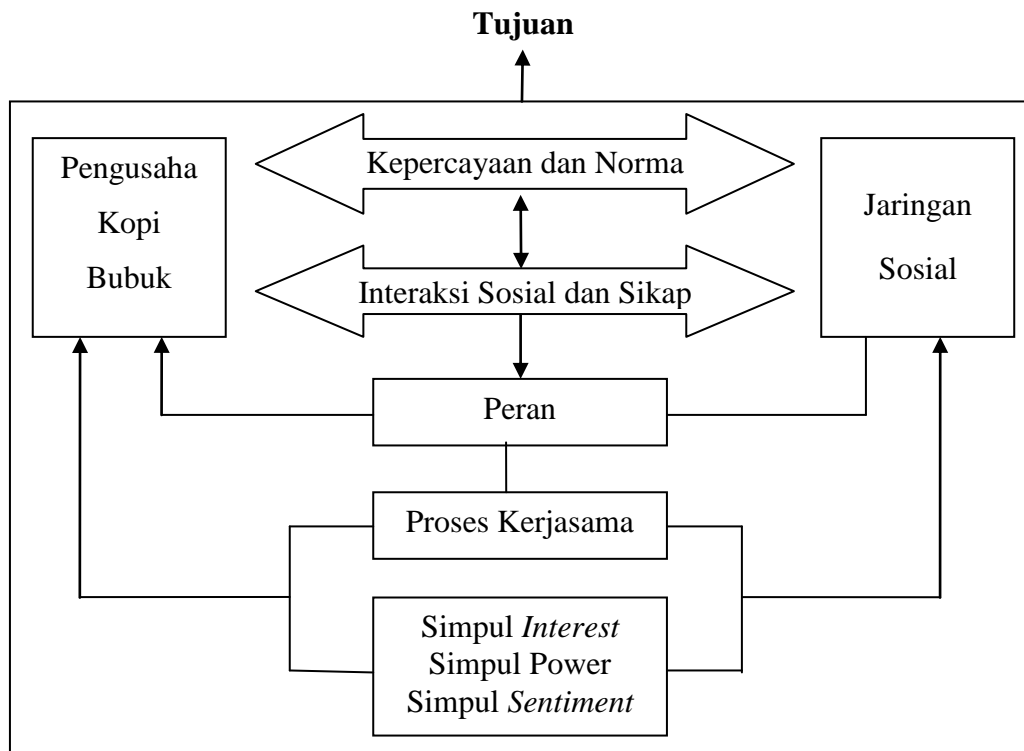 Tujuan
Pengusaha
Kopi
Bubuk
Kepercayaan dan Norma
Interaksi Sosial dan Sikap
Jaringan
Sosial
Peran
Proses Kerjasama
Simpul Interest
Simpul Power
Simpul Sentiment